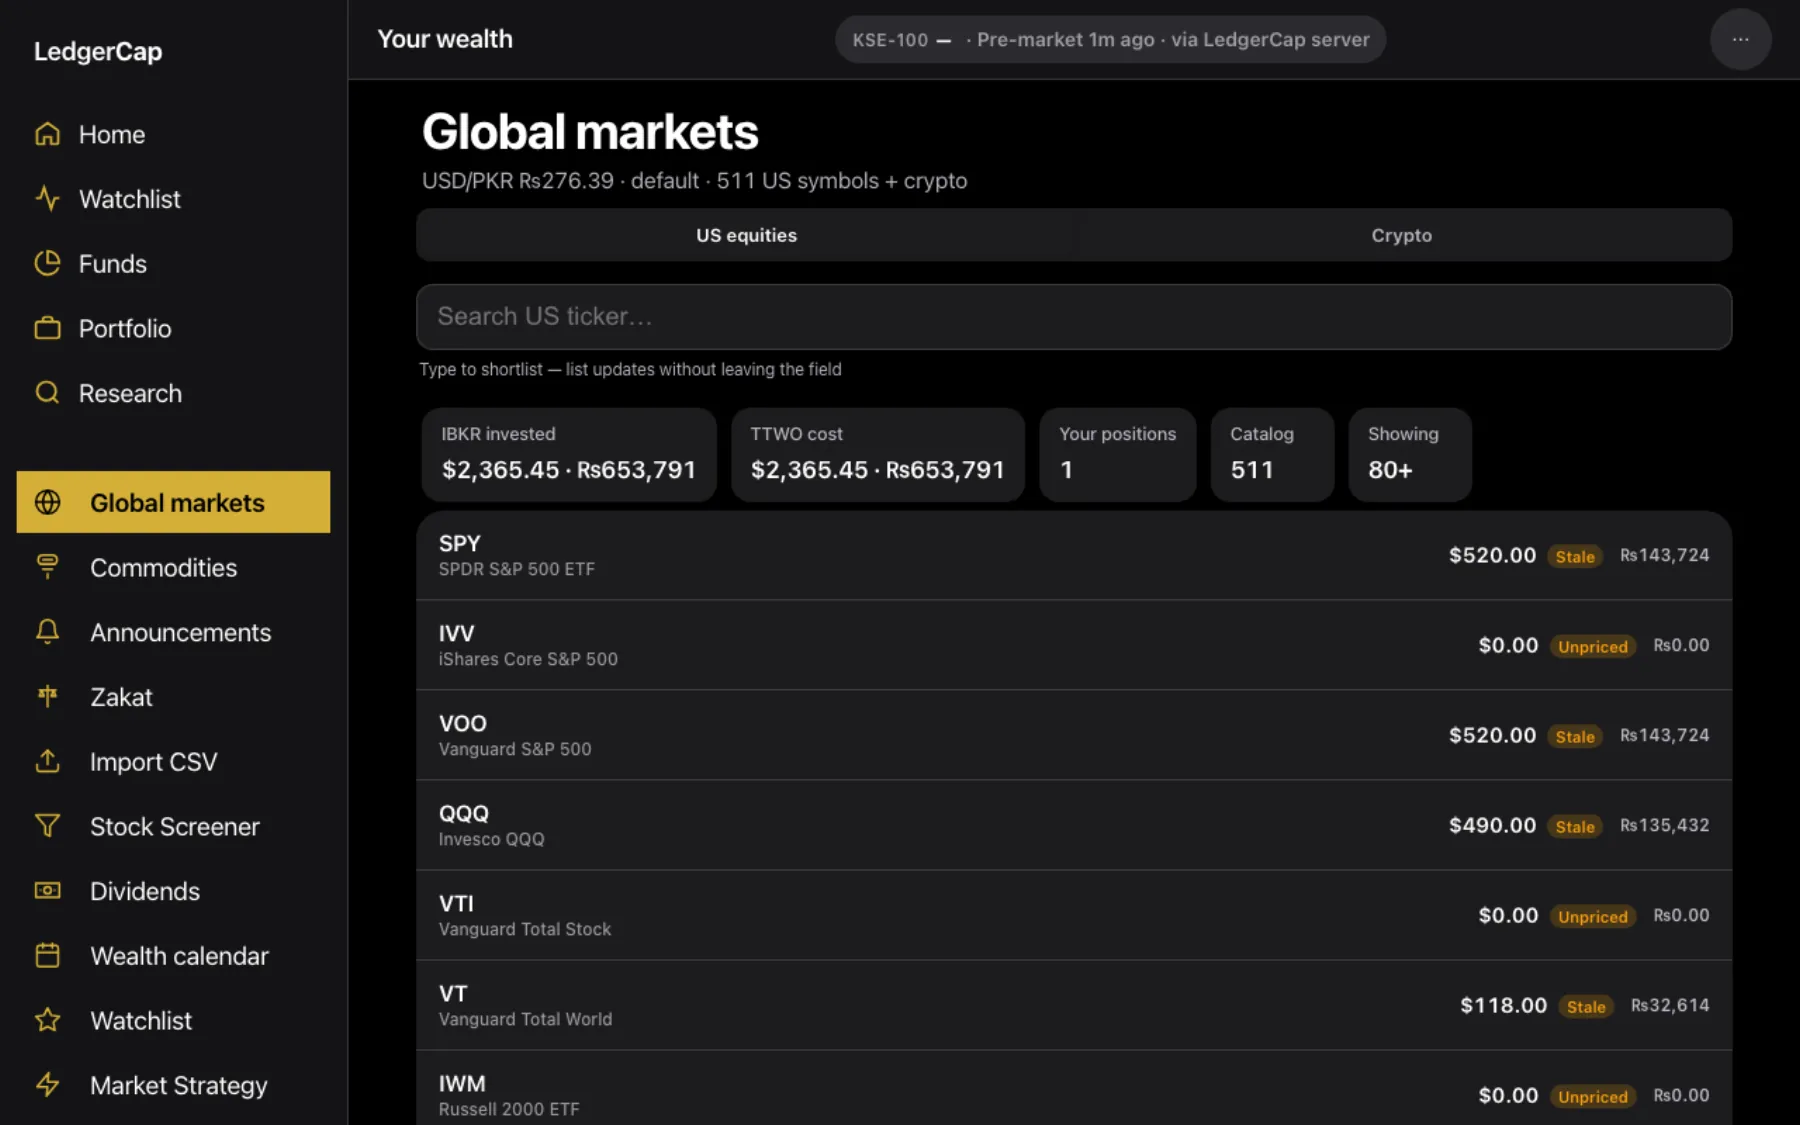 LedgerCap
Home
Watchlist
Funds
Portfolio
Research
Global markets
Commodities
Announcements
Zakat
Import CSV
Stock Screener
Dividends
Wealth calendar
Watchlist
Market Strategy
Your wealth
KSE-100 — · Pre-market 1m ago · via LedgerCap server
...
Global markets
USD/PKR ₨276.39 · default · 511 US symbols + crypto
US equities
Crypto
Search US ticker...
Type to shortlist — list updates without leaving the field
IBKR invested
$2,365.45 · ₨653,791
TTWO cost
$2,365.45 · ₨653,791
Your positions
1
Catalog
511
Showing
80+
SPY
SPDR S&P 500 ETF
$520.00 Stale ₨143,724
IVV
iShares Core S&P 500
$0.00 Unpriced ₨0.00
VOO
Vanguard S&P 500
$520.00 Stale ₨143,724
QQQ
Invesco QQQ
$490.00 Stale ₨135,432
VTI
Vanguard Total Stock
$0.00 Unpriced ₨0.00
VT
Vanguard Total World
$118.00 Stale ₨32,614
IWM
Russell 2000 ETF
$0.00 Unpriced ₨0.00